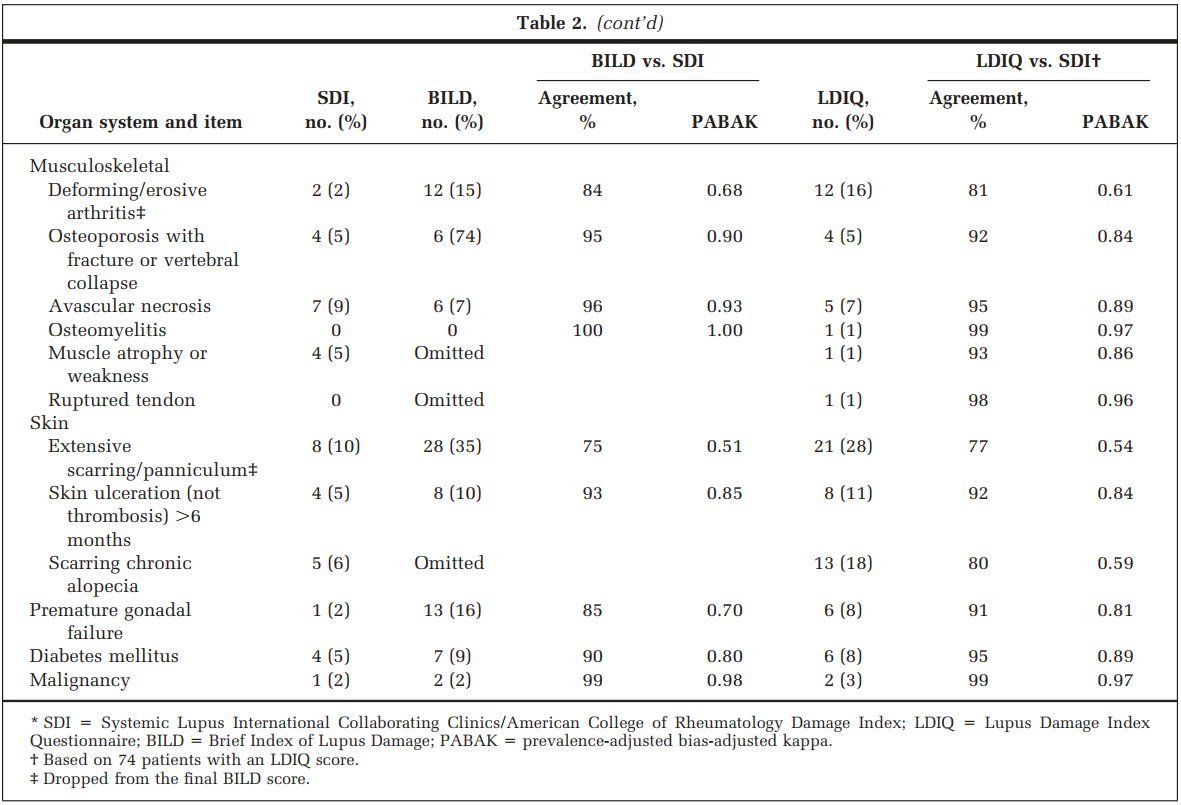 Table 2. (cont'd)
BILD vs. SDI LDIQ vs. SDI†
SDI, BILD, Agreement, LDIQ, Agreement,
Organ system and item no. (%) no. (%) % PABAK no. (%) % PABAK
Musculoskeletal
Deforming/erosive 2 (2) 12 (15) 84 0.68 12 (16) 81 0.61
arthritis‡
Osteoporosis with 4 (5) 6 (74) 95 0.90 4 (5) 92 0.84
fracture or vertebral
collapse
Avascular necrosis 7 (9) 6 (7) 96 0.93 5 (7) 95 0.89
Osteomyelitis 0 0 100 1.00 1 (1) 99 0.97
Muscle atrophy or 4 (5) Omitted 1 (1) 93 0.86
weakness
Ruptured tendon 0 Omitted 1 (1) 98 0.96
Skin
Extensive 8 (10) 28 (35) 75 0.51 21 (28) 77 0.54
scarring/panniculum‡
Skin ulceration (not 4 (5) 8 (10) 93 0.85 8 (11) 92 0.84
thrombosis) >6
months
Scarring chronic 5 (6) Omitted 13 (18) 80 0.59
alopecia
Premature gonadal 1 (2) 13 (16) 85 0.70 6 (8) 91 0.81
failure
Diabetes mellitus 4 (5) 7 (9) 90 0.80 6 (8) 95 0.89
Malignancy 1 (2) 2 (2) 99 0.98 2 (3) 99 0.97
* SDI = Systemic Lupus International Collaborating Clinics/American College of Rheumatology Damage Index; LDIQ = Lupus Damage Index
Questionnaire; BILD = Brief Index of Lupus Damage; PABAK = prevalence-adjusted bias-adjusted kappa.
† Based on 74 patients with an LDIQ score.
‡ Dropped from the final BILD score.